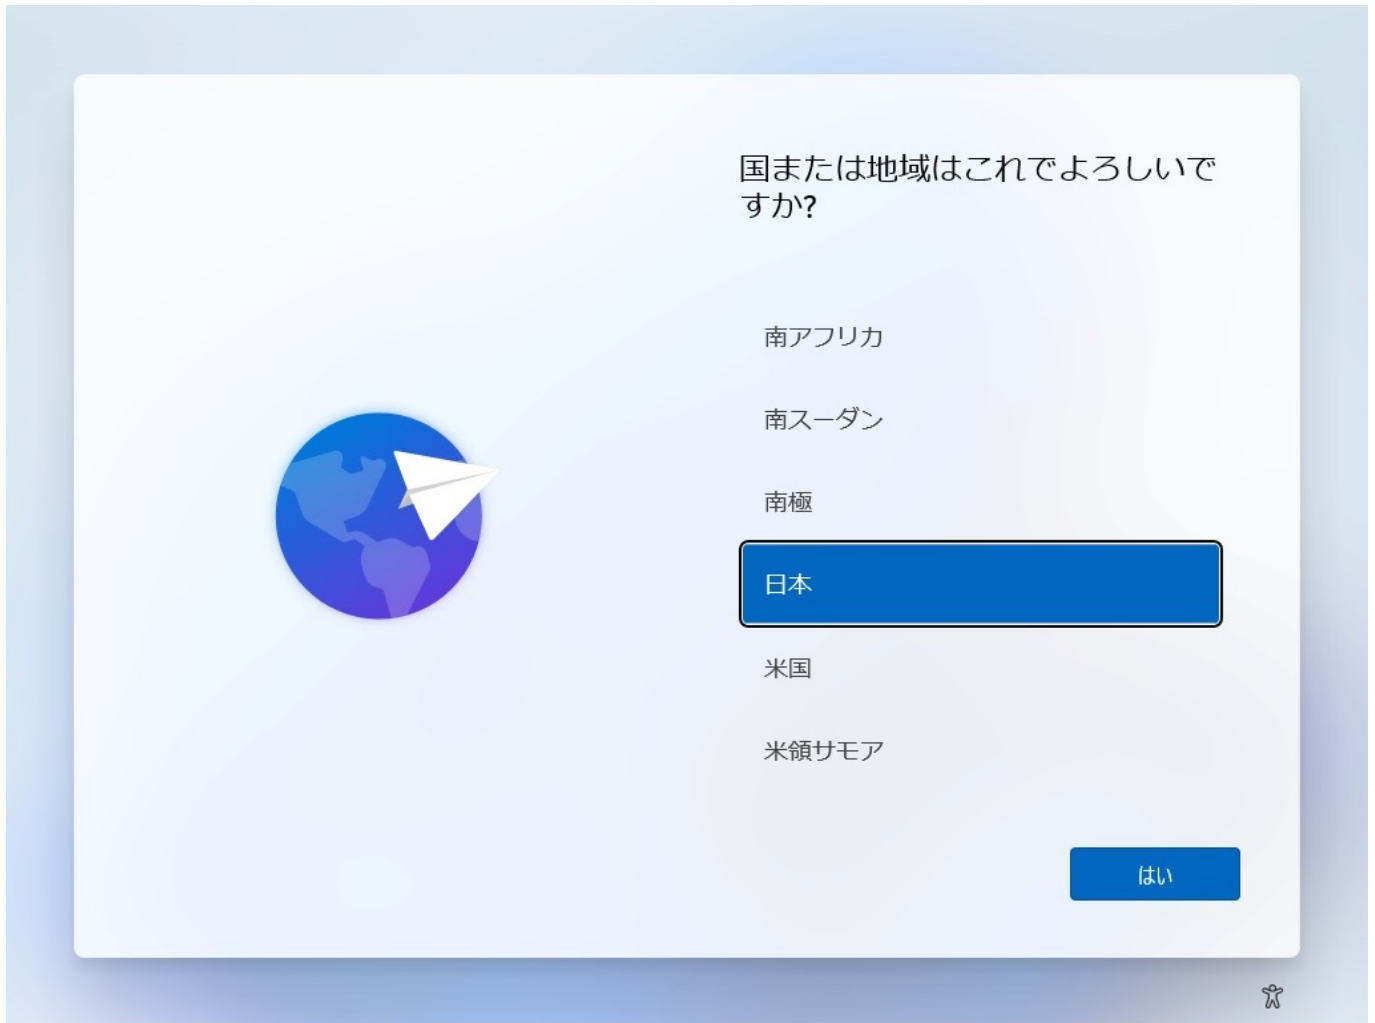 国または地域はこれでよろしいで
すか?
南アフリカ
南スーダン
南極
日本
米国
米領サモア
はい